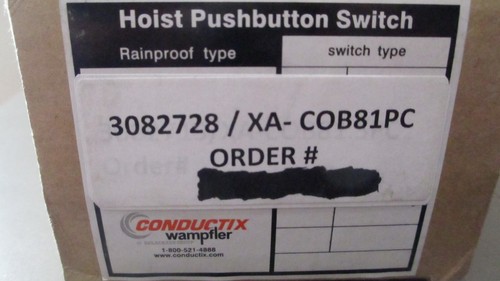 Hoist Pushbutton Switch
Rainproof type
switch type
3082728 / XA- COB81PC
ORDER #
CONDUCTIX
wampfler
1-800-521-4888
www.conductix.com